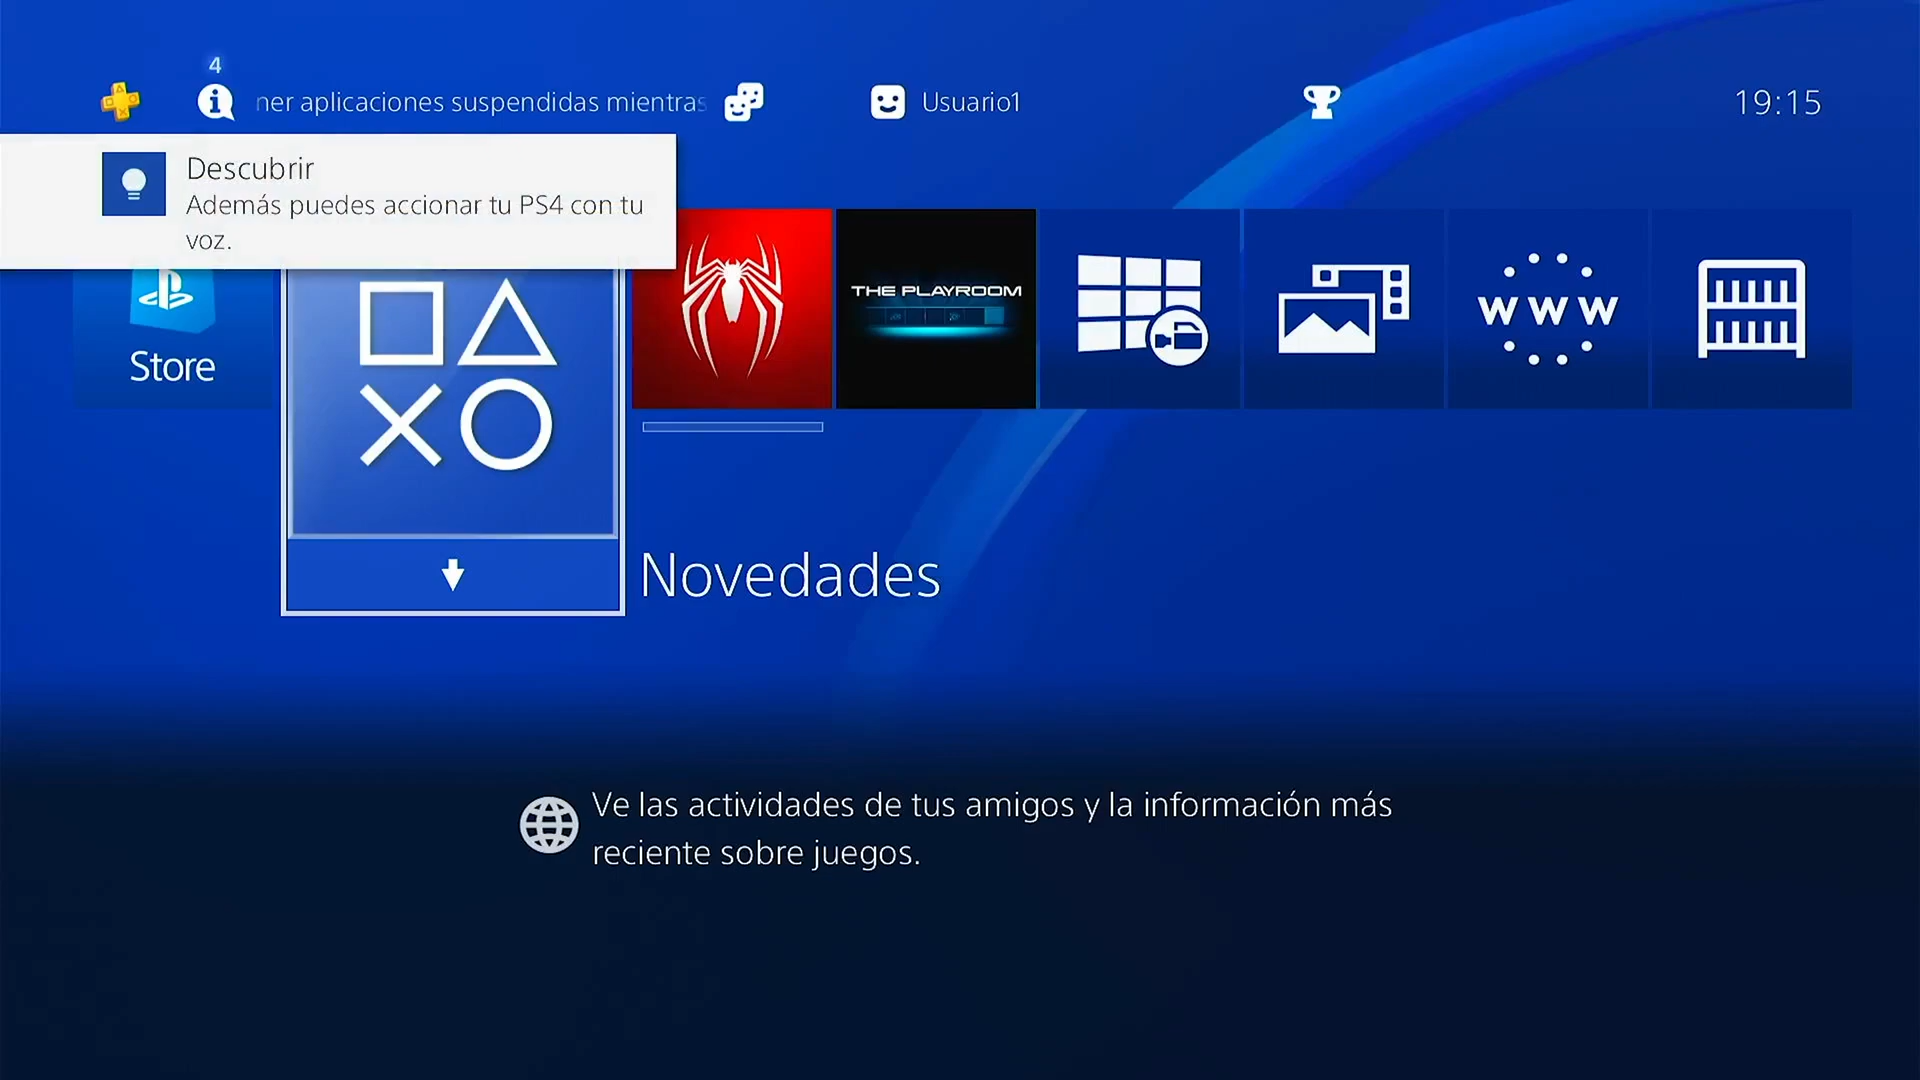 4
ner aplicaciones suspendidas mientras
Usuario1
19:15
Descubrir
Además puedes accionar tu PS4 con tu
voz.
Store
THE PLAYROOM
www
Novedades
Ve las actividades de tus amigos y la información más
reciente sobre juegos.